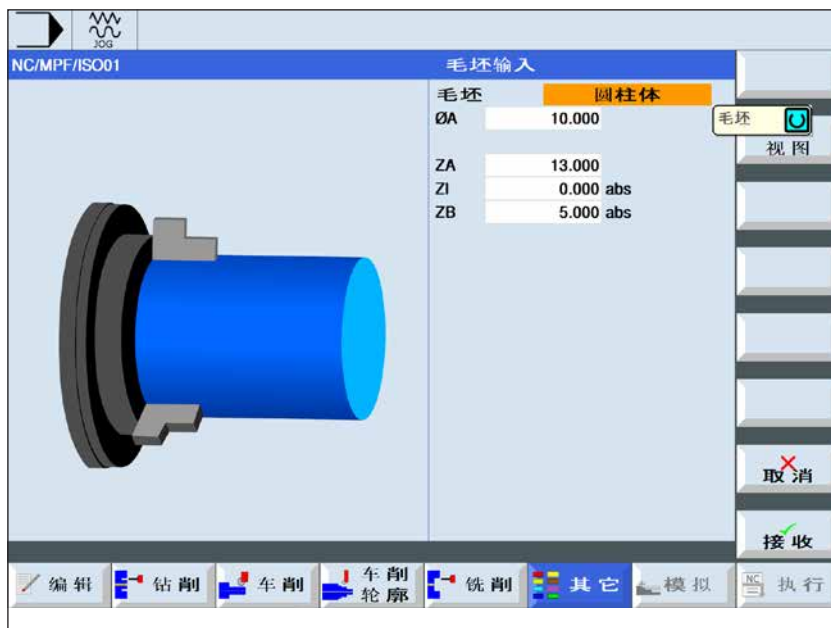 JOG
NC/MPF/ISO01
毛坯输入
毛坯 圆柱体
ØA 10.000
毛坯
视图
ZA 13.000
ZI 0.000 abs
ZB 5.000 abs
取消
接收
编辑 钻削 车削 车削轮廓 铣削 其它 模拟 NC 执行